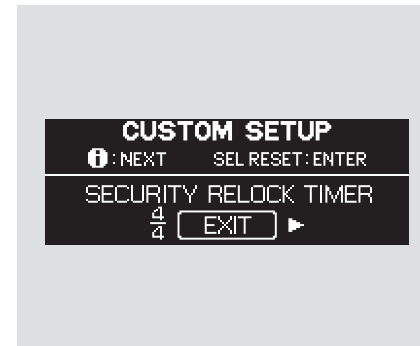 CUSTOM SETUP
i : NEXT SEL RESET : ENTER
SECURITY RELOCK TIMER
4/4 EXIT ►